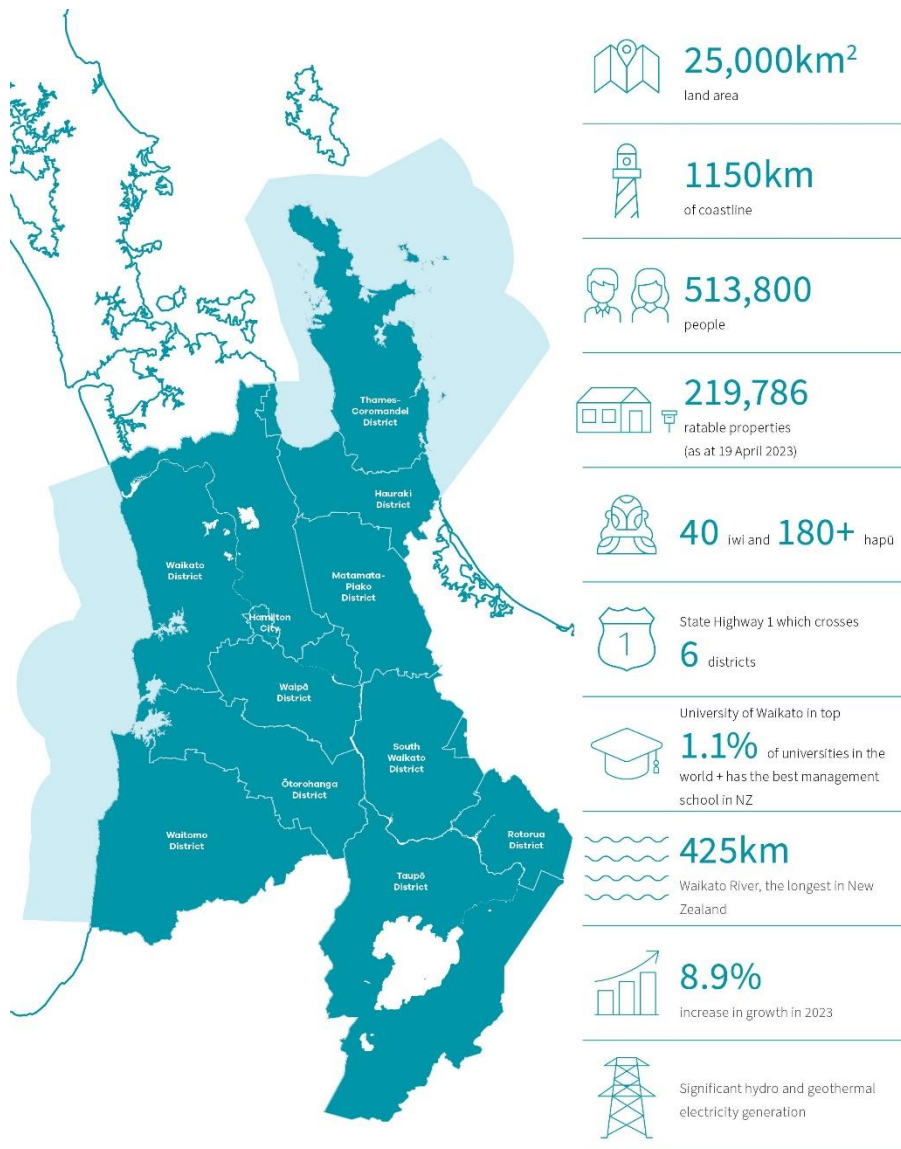 Thames-
Coromandel
District
Hauraki
District
Waikato
District
Matamata-
Piako
District
Hamilton
City
Waipā
District
South
Waikato
District
Ōtorohanga
District
Waitomo
District
Rotorua
District
Taupō
District
25,000km²
land area
1150km
of coastline
513,800
people
219,786
ratable properties
(as at 19 April 2023)
40 iwi and 180+ hapū
1
State Highway 1 which crosses
6 districts
University of Waikato in top
1.1% of universities in the
world + has the best management
school in NZ
425km
Waikato River, the longest in New
Zealand
8.9%
increase in growth in 2023
Significant hydro and geothermal
electricity generation